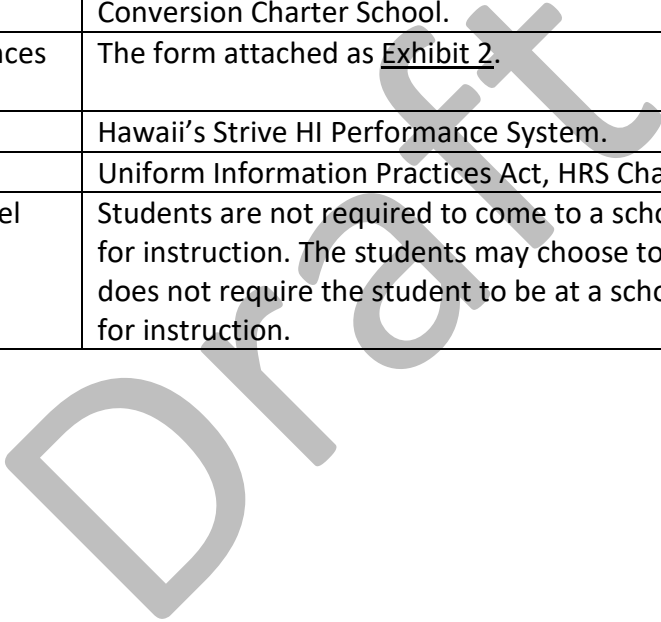 Conversion Charter School.
nces The form attached as Exhibit 2.
Hawaii's Strive HI Performance System.
Uniform Information Practices Act, HRS Cha
el Students are not required to come to a scho
for instruction. The students may choose to
does not require the student to be at a scho
for instruction.
Draft